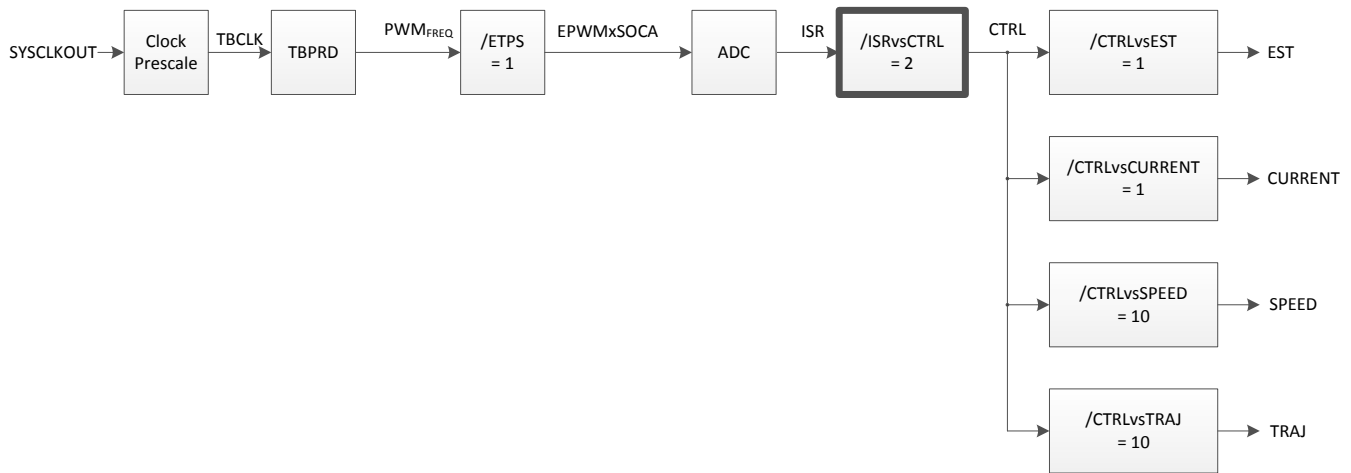 SYSCLKOUT
Clock
Prescale
TBCLK
TBPRD
PWMFREQ
/ETPS
= 1
EPWMxSOCA
ADC
ISR
/ISRvsCTRL
= 2
CTRL
/CTRLvsEST
= 1
EST
/CTRLvsCURRENT
= 1
CURRENT
/CTRLvsSPEED
= 10
SPEED
/CTRLvsTRAJ
= 10
TRAJ